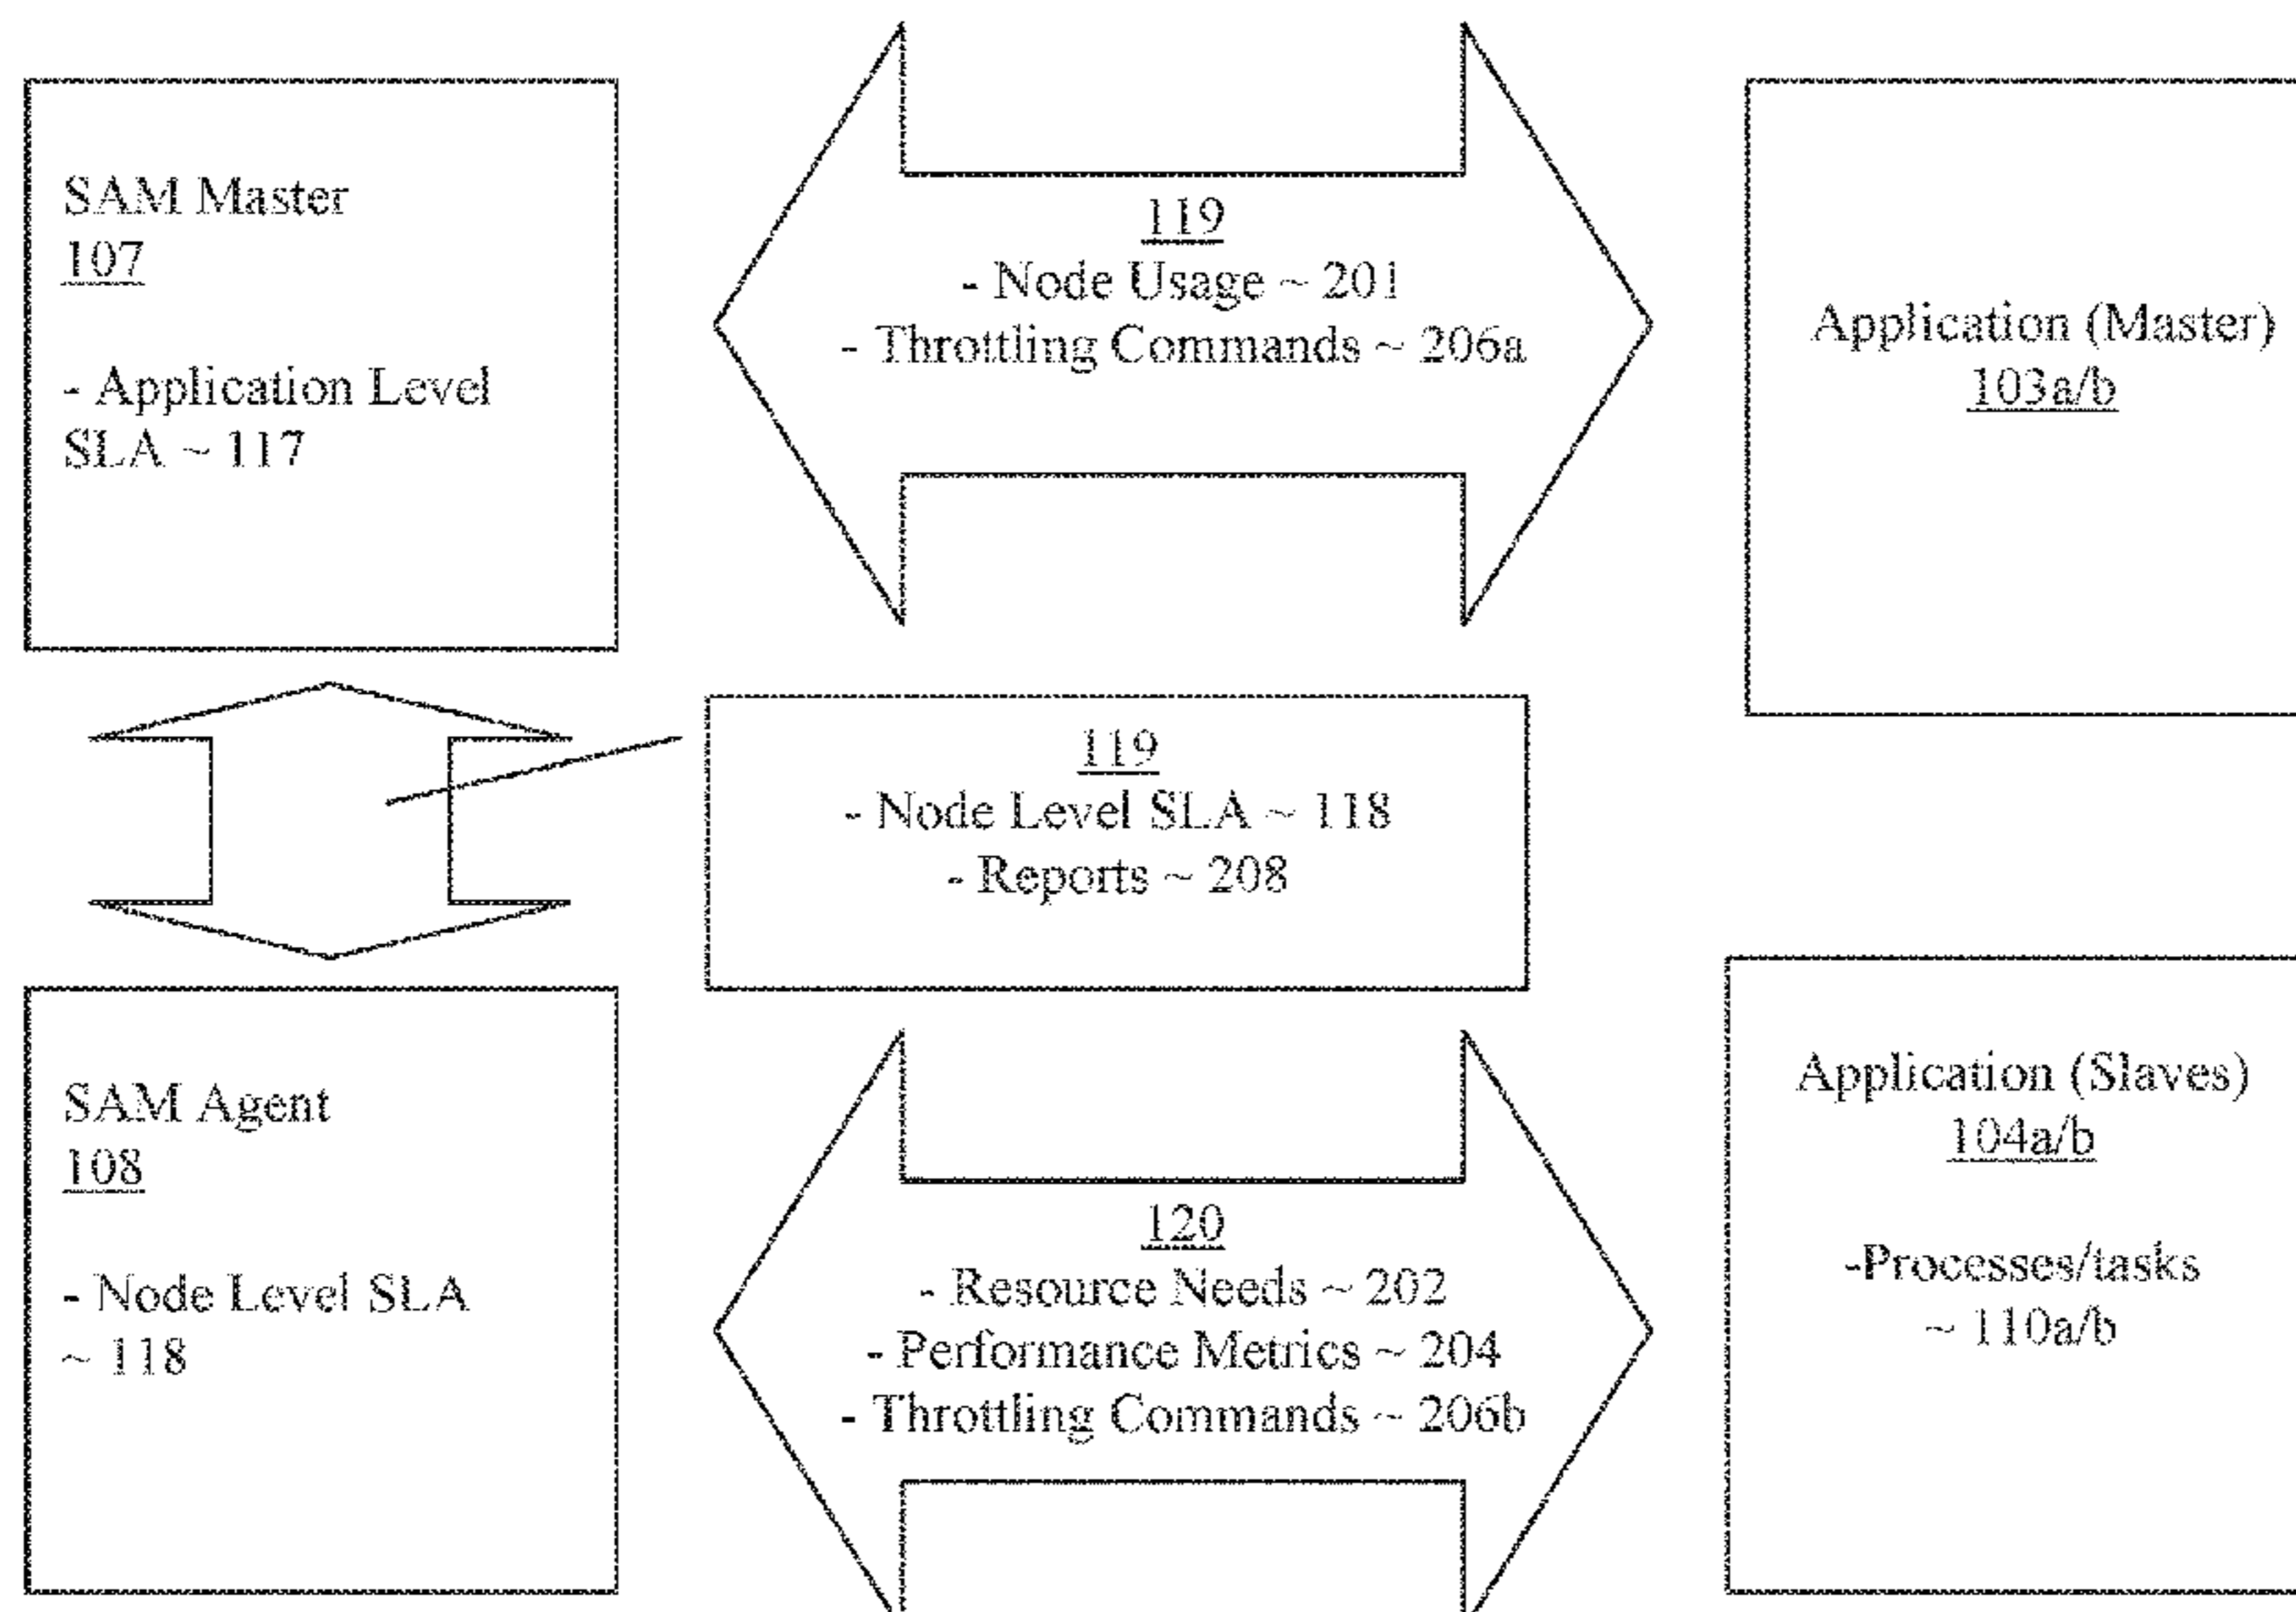 SAM Master
107
- Application Level
SLA ~ 117
119
- Node Usage ~ 201
- Throttling Commands ~ 206a
Application (Master)
103a/b
119
- Node Level SLA ~ 118
- Reports ~ 208
SAM Agent
108
- Node Level SLA
~ 118
120
- Resource Needs ~ 202
- Performance Metrics ~ 204
- Throttling Commands ~ 206b
Application (Slaves)
104a/b
-Processes/tasks
~ 110a/b